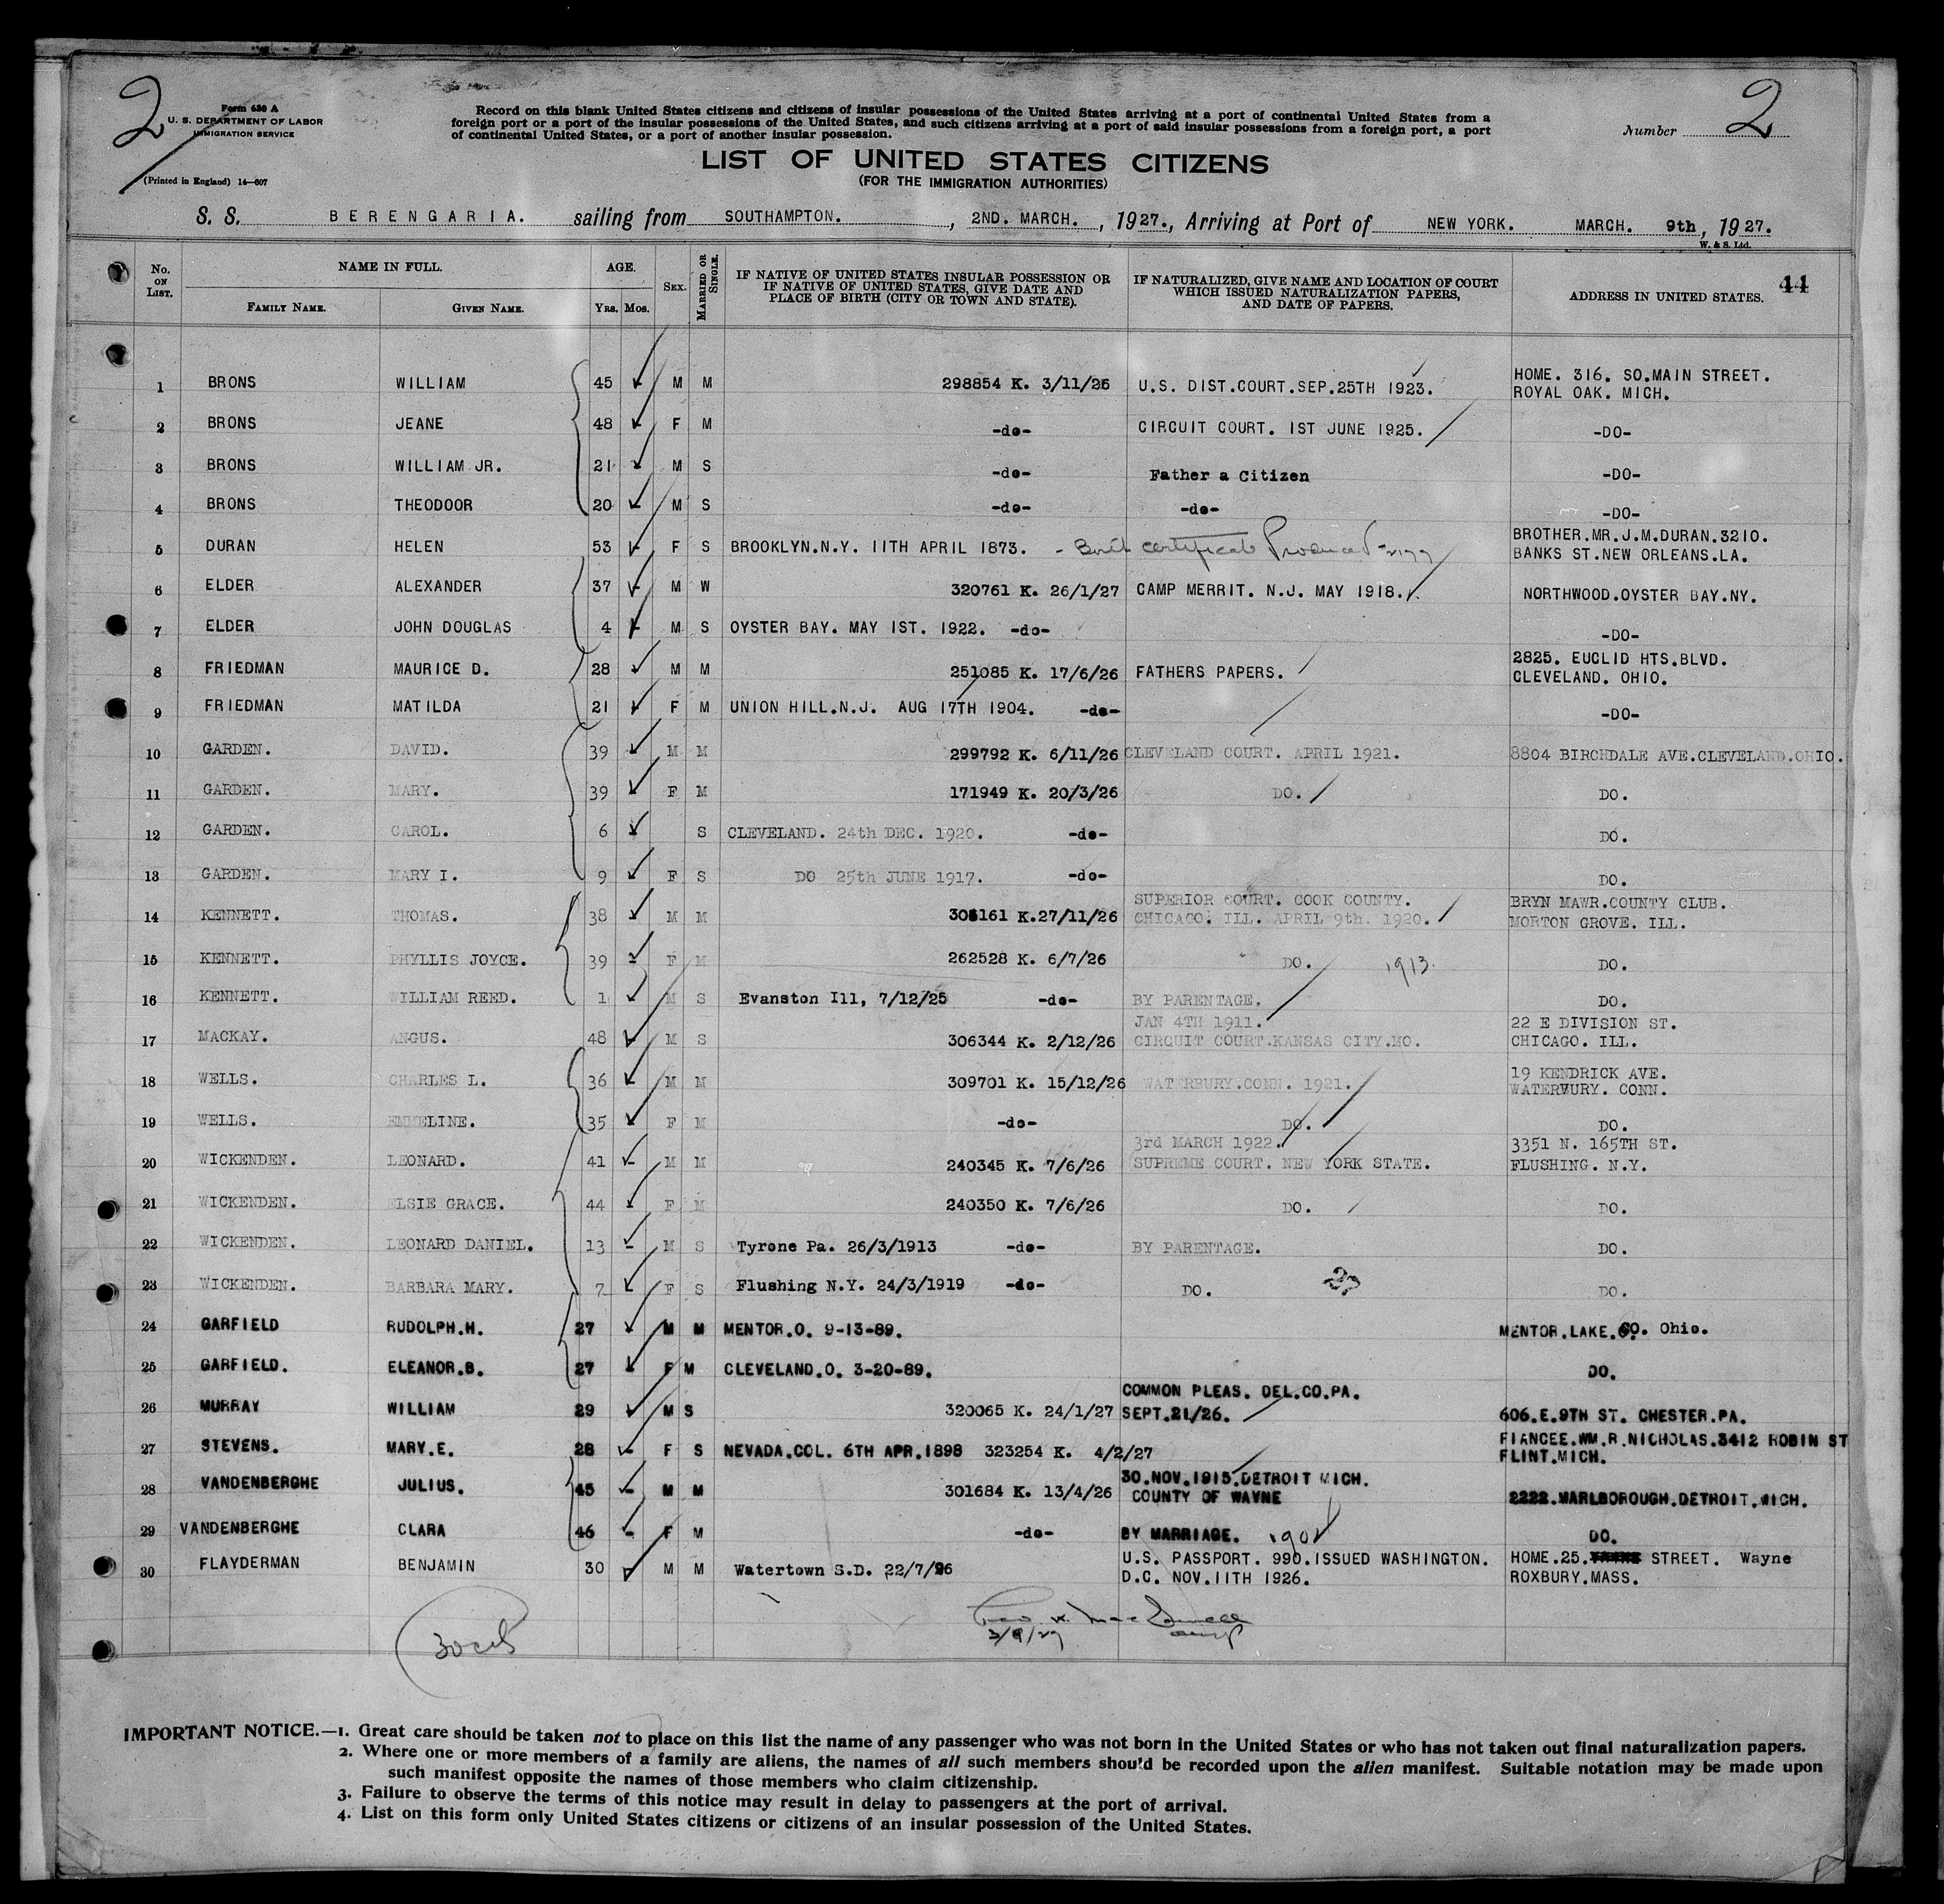 2
Form 630 A
U. S. DEPARTMENT OF LABOR
IMMIGRATION SERVICE
(Printed in England) 14—607
Record on this blank United States citizens and citizens of insular possessions of the United States arriving at a port of continental United States from a
foreign port or a port of the insular possessions of the United States, and such citizens arriving at a port of said insular possessions from a foreign port, a port
of continental United States, or a port of another insular possession.
Number 2
LIST OF UNITED STATES CITIZENS
(FOR THE IMMIGRATION AUTHORITIES)
S. S. BERENGARIA. sailing from SOUTHAMPTON. , 2ND. MARCH. , 1927., Arriving at Port of NEW YORK. MARCH. 9th, 1927.
W. & S. Ltd.
No. ON LIST. NAME IN FULL. AGE. SEX. MARRIED OR SINGLE. IF NATIVE OF UNITED STATES INSULAR POSSESSION OR IF NATIVE OF UNITED STATES, GIVE DATE AND PLACE OF BIRTH (CITY OR TOWN AND STATE). IF NATURALIZED, GIVE NAME AND LOCATION OF COURT WHICH ISSUED NATURALIZATION PAPERS, AND DATE OF PAPERS. ADDRESS IN UNITED STATES. 44
FAMILY NAME. GIVEN NAME. YRS. MOS.
1 BRONS WILLIAM 45 M M 298854 K. 3/11/26 U.S. DIST.COURT.SEP.25TH 1923. HOME. 316. SO.MAIN STREET.
ROYAL OAK. MICH.
2 BRONS JEANE 48 F M -do- CIRCUIT COURT. 1ST JUNE 1925. -DO-
3 BRONS WILLIAM JR. 21 M S -do- Father a Citizen -DO-
4 BRONS THEODOOR 20 M S -do- -do- -DO-
5 DURAN HELEN 53 F S BROOKLYN.N.Y. 11TH APRIL 1873. - certificate Produced BROTHER.MR.J.M.DURAN.3210.
BANKS ST.NEW ORLEANS.LA.
6 ELDER ALEXANDER 37 M W 320761 K. 26/1/27 CAMP MERRIT. N.J. MAY 1918. NORTHWOOD.OYSTER BAY.NY.
7 ELDER JOHN DOUGLAS 4 M S OYSTER BAY. MAY 1ST. 1922. -do- -DO-
8 FRIEDMAN MAURICE D. 28 M M 251085 K. 17/6/26 FATHERS PAPERS. 2825. EUCLID HTS.BLVD.
CLEVELAND. OHIO.
9 FRIEDMAN MATILDA 21 F M UNION HILL.N.J. AUG 17TH 1904. -do- -DO-
10 GARDEN. DAVID. 39 M M 299792 K. 6/11/26 CLEVELAND COURT. APRIL 1921. 8804 BIRCHDALE AVE.CLEVELAND.OHIO.
11 GARDEN. MARY. 39 F M 171949 K. 20/3/26 DO. DO.
12 GARDEN. CAROL. 6 S CLEVELAND. 24th DEC. 1920. -do- DO.
13 GARDEN. MARY I. 9 F S DO 25th JUNE 1917. -do- DO.
SUPERIOR COURT. COOK COUNTY. BRYN MAWR.COUNTY CLUB.
14 KENNETT. THOMAS. 38 M M 305161 K.27/11/26 CHICAGO. ILL. APRIL 9th. 1920. MORTON GROVE. ILL.
15 KENNETT. PHYLLIS JOYCE. 39 F M 262528 K. 6/7/26 DO. 1913. DO.
16 KENNETT. WILLIAM REED. 1 M S Evanston Ill, 7/12/25 -do- BY PARENTAGE. DO.
JAN 4TH 1911. 22 E DIVISION ST.
17 MACKAY. ANGUS. 48 M S 306344 K. 2/12/26 CIRCUIT COURT.KANSAS CITY.MO. CHICAGO. ILL.
18 WELLS. CHARLES L. 36 M M 309701 K. 15/12/26 WATERBURY.CONN. 1921. 19 KENDRICK AVE.
WATERVURY. CONN.
19 WELLS. EMMELINE. 35 F M -do- DO. DO.
3rd MARCH 1922. 3351 N. 165TH ST.
20 WICKENDEN. LEONARD. 41 M M 240345 K. 7/6/26 SUPREME COURT. NEW YORK STATE. FLUSHING. N.Y.
21 WICKENDEN. ELSIE GRACE. 44 F M 240350 K. 7/6/26 DO. DO.
22 WICKENDEN. LEONARD DANIEL. 13 M S Tyrone Pa. 26/3/1913 -do- BY PARENTAGE. DO.
23 WICKENDEN. BARBARA MARY. 7 F S Flushing N.Y. 24/3/1919 -do- DO. DO.
24 GARFIELD RUDOLPH.H. 27 M M MENTOR.O. 9-13-89. MENTOR.LAKE.CO. Ohio.
25 GARFIELD. ELEANOR.B. 27 F M CLEVELAND.O. 3-20-89. DO.
COMMON PLEAS. DEL.CO.PA.
26 MURRAY WILLIAM 29 M S 320065 K. 24/1/27 SEPT.21/26. 606.E.9TH ST. CHESTER.PA.
27 STEVENS. MARY.E. 28 F S NEVADA.COL. 6TH APR.1898 323254 K. 4/2/27 FIANCEE.WM.R.NICHOLAS.3412 ROBIN ST
FLINT.MICH.
30.NOV.1915.DETROIT MICH.
28 VANDENBERGHE JULIUS. 45 M M 301684 K. 13/4/26 COUNTY OF WAYNE 2222.MARLBOROUGH.DETROIT.MICH.
29 VANDENBERGHE CLARA 46 F M -do- BY MARRIAGE. DO.
30 FLAYDERMAN BENJAMIN 30 M M Watertown S.D. 22/7/96 U.S. PASSPORT. 990.ISSUED WASHINGTON. HOME.25. STREET. Wayne
D.C. NOV.11TH 1926. ROXBURY.MASS.
3/9/27
IMPORTANT NOTICE.—1. Great care should be taken not to place on this list the name of any passenger who was not born in the United States or who has not taken out final naturalization papers.
2. Where one or more members of a family are aliens, the names of all such members should be recorded upon the alien manifest. Suitable notation may be made upon
such manifest opposite the names of those members who claim citizenship.
3. Failure to observe the terms of this notice may result in delay to passengers at the port of arrival.
4. List on this form only United States citizens or citizens of an insular possession of the United States.